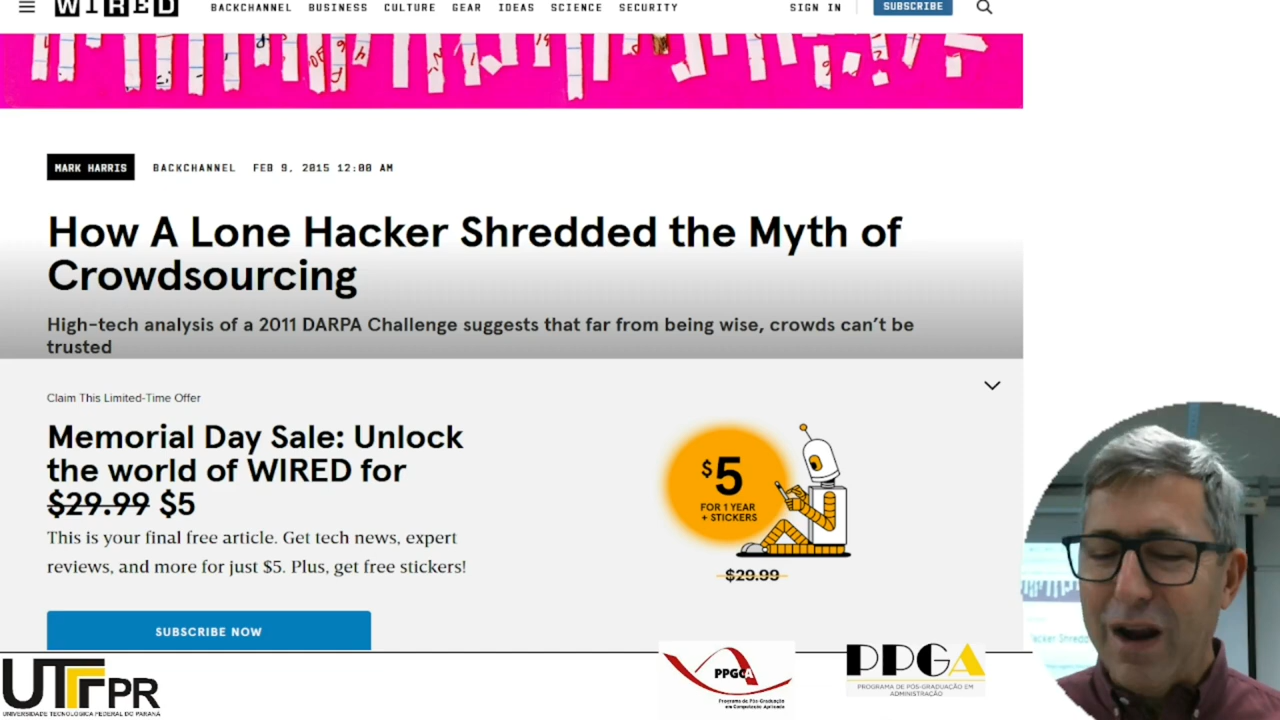 WIRED
BACKCHANNEL BUSINESS CULTURE GEAR IDEAS SCIENCE SECURITY SIGN IN SUBSCRIBE
MARK HARRIS BACKCHANNEL FEB 9, 2015 12:00 AM
How A Lone Hacker Shredded the Myth of
Crowdsourcing
High-tech analysis of a 2011 DARPA Challenge suggests that far from being wise, crowds can't be
trusted
Claim This Limited-Time Offer
Memorial Day Sale: Unlock
the world of WIRED for
$29.99 $5
This is your final free article. Get tech news, expert
reviews, and more for just $5. Plus, get free stickers!
SUBSCRIBE NOW
$5
FOR 1 YEAR
+ STICKERS
$29.99
UTFPR
UNIVERSIDADE TECNOLÓGICA FEDERAL DO PARANÁ
PPGCA
Programa de Pós-Graduação
em Computação Aplicada
PPGA
PROGRAMA DE PÓS-GRADUAÇÃO EM
ADMINISTRAÇÃO